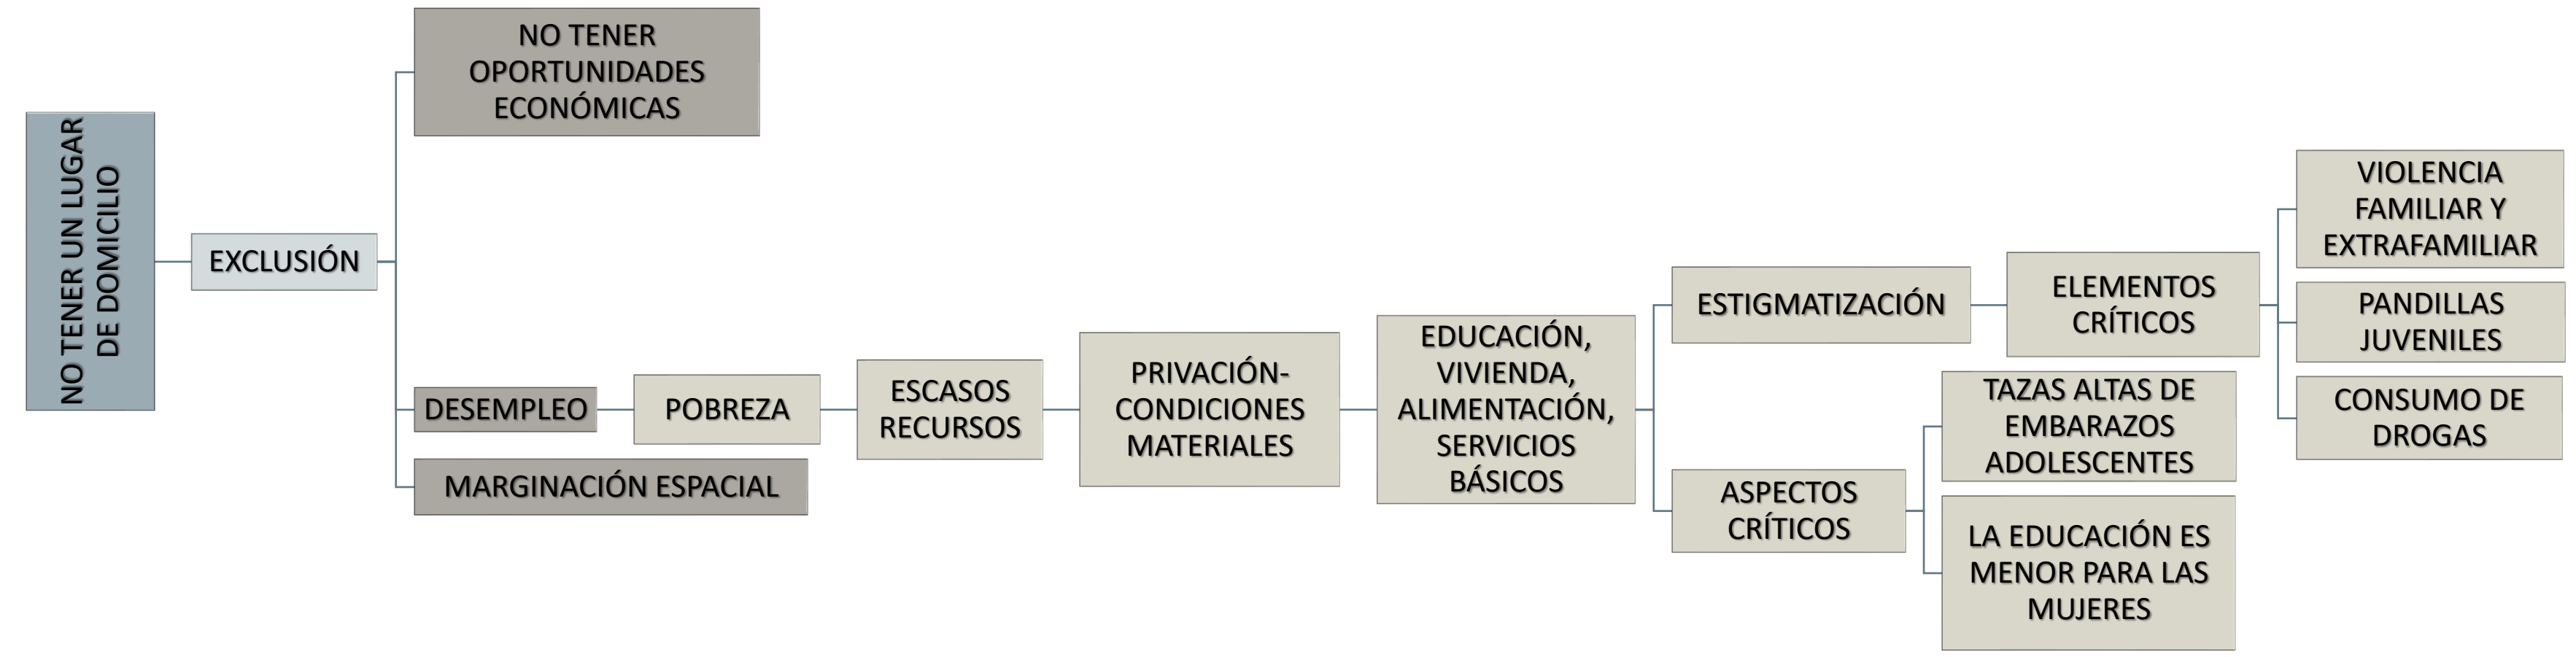 NO TENER UN LUGAR
DE DOMICILIO
EXCLUSIÓN
NO TENER
OPORTUNIDADES
ECONÓMICAS
DESEMPLEO
POBREZA
ESCASOS
RECURSOS
PRIVACIÓN-
CONDICIONES
MATERIALES
EDUCACIÓN,
VIVIENDA,
ALIMENTACIÓN,
SERVICIOS
BÁSICOS
ESTIGMATIZACIÓN
ELEMENTOS
CRÍTICOS
VIOLENCIA
FAMILIAR Y
EXTRAFAMILIAR
PANDILLAS
JUVENILES
CONSUMO DE
DROGAS
ASPECTOS
CRÍTICOS
TAZAS ALTAS DE
EMBARAZOS
ADOLESCENTES
LA EDUCACIÓN ES
MENOR PARA LAS
MUJERES
MARGINACIÓN ESPACIAL